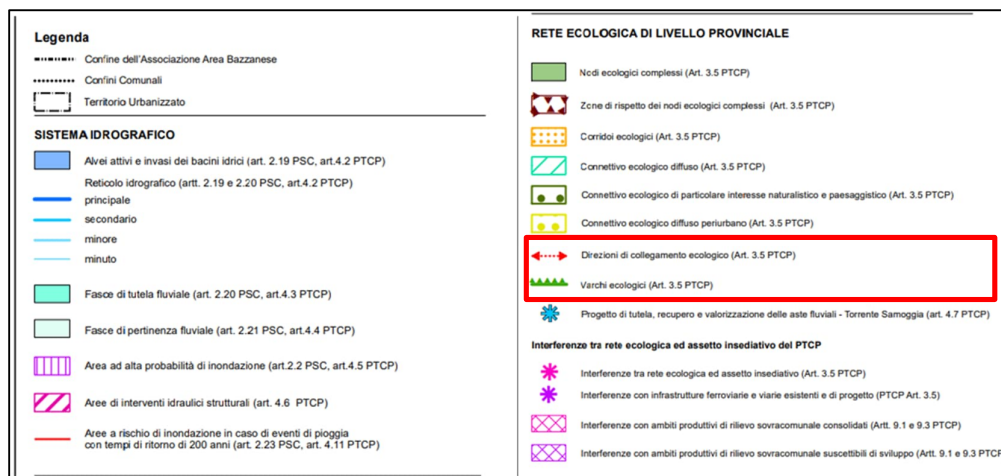 Legenda
Confine dell'Associazione Area Bazzanese
Confini Comunali
Territorio Urbanizzato
SISTEMA IDROGRAFICO
Alvei attivi e invasi dei bacini idrici (art. 2.19 PSC, art.4.2 PTCP)
Reticolo idrografico (artt. 2.19 e 2.20 PSC, art.4.2 PTCP)
principale
secondario
minore
minuto
Fasce di tutela fluviale (art. 2.20 PSC, art.4.3 PTCP)
Fasce di pertinenza fluviale (art. 2.21 PSC, art.4.4 PTCP)
Area ad alta probabilità di inondazione (art.2.2 PSC, art.4.5 PTCP)
Aree di interventi idraulici strutturali (art. 4.6 PTCP)
Aree a rischio di inondazione in caso di eventi di pioggia
con tempi di ritorno di 200 anni (art. 2.23 PSC, art. 4.11 PTCP)
RETE ECOLOGICA DI LIVELLO PROVINCIALE
Nodi ecologici complessi (Art. 3.5 PTCP)
Zone di rispetto dei nodi ecologici complessi (Art. 3.5 PTCP)
Corridoi ecologici (Art. 3.5 PTCP)
Connettivo ecologico diffuso (Art. 3.5 PTCP)
Connettivo ecologico di particolare interesse naturalistico e paesaggistico (Art. 3.5 PTCP)
Connettivo ecologico diffuso periurbano (Art. 3.5 PTCP)
Direzioni di collegamento ecologico (Art. 3.5 PTCP)
Varchi ecologici (Art. 3.5 PTCP)
Progetto di tutela, recupero e valorizzazione delle aste fluviali - Torrente Samoggia (art. 4.7 PTCP)
Interferenze tra rete ecologica ed assetto insediativo del PTCP
Interferenze tra rete ecologica ed assetto insediativo (Art. 3.5 PTCP)
Interferenze con infrastrutture ferroviarie e viarie esistenti e di progetto (PTCP Art. 3.5)
Interferenze con ambiti produttivi di rilievo sovracomunale consolidati (Artt. 9.1 e 9.3 PTCP)
Interferenze con ambiti produttivi di rilievo sovracomunale suscettibili di sviluppo (Artt. 9.1 e 9.3 PTCP